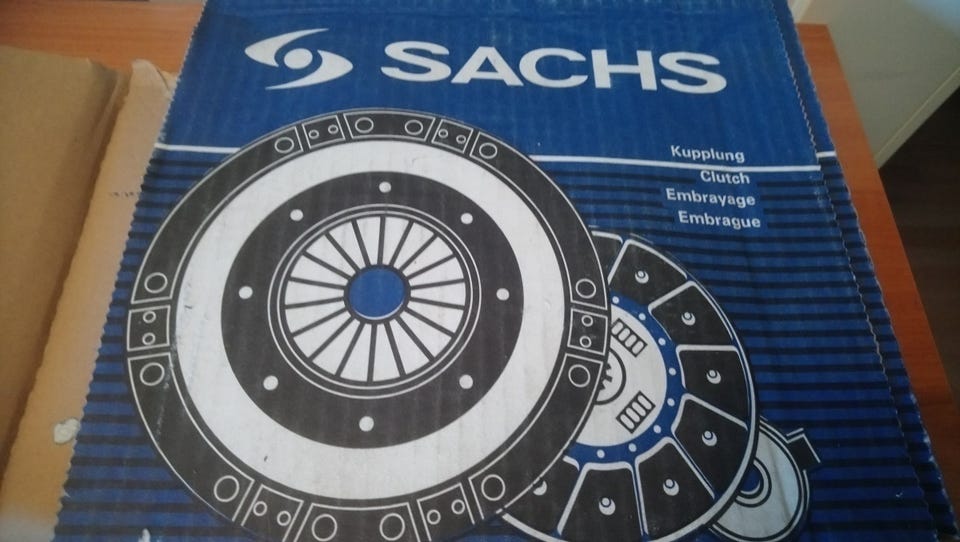 SACHS
Kupplung
Clutch
Embrayage
Embrague